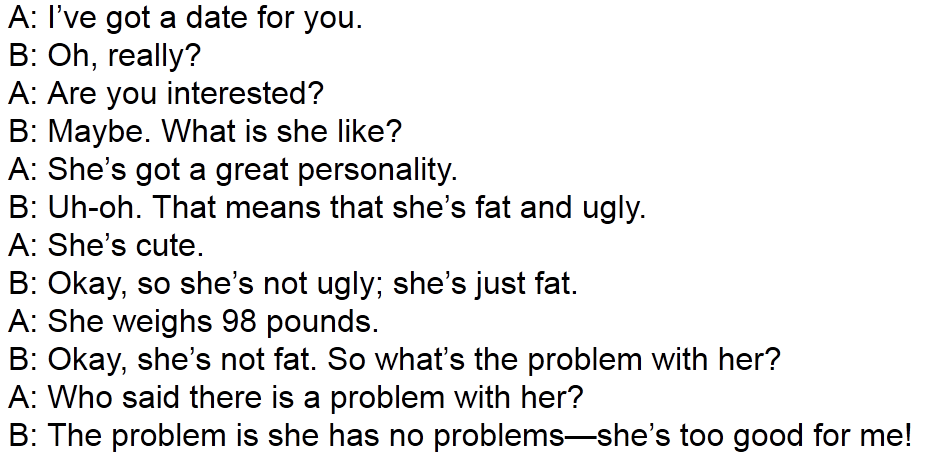 A: I’ve got a date for you.
B: Oh, really?
A: Are you interested?
B: Maybe. What is she like?
A: She’s got a great personality.
B: Uh-oh. That means that she’s fat and ugly.
A: She’s cute.
B: Okay, so she’s not ugly; she’s just fat.
A: She weighs 98 pounds.
B: Okay, she’s not fat. So what’s the problem with her?
A: Who said there is a problem with her?
B: The problem is she has no problems—she’s too good for me!